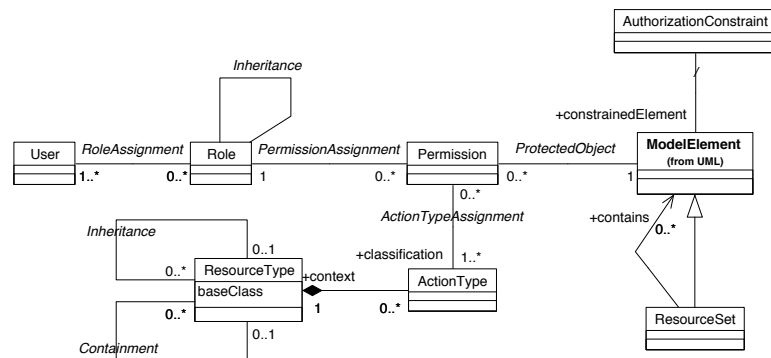 AuthorizationConstraint
Inheritance
+constrainedElement
User
RoleAssignment
Role
PermissionAssignment
Permission
ProtectedObject
ModelElement
(from UML)
1..*
0..*
1
0..*
0..*
1
0..*
ActionTypeAssignment
+contains
0..*
Inheritance
0..1
+classification
1..*
0..*
ResourceType
+context
ActionType
baseClass
0..*
1
0..*
ResourceSet
0..1
Containment